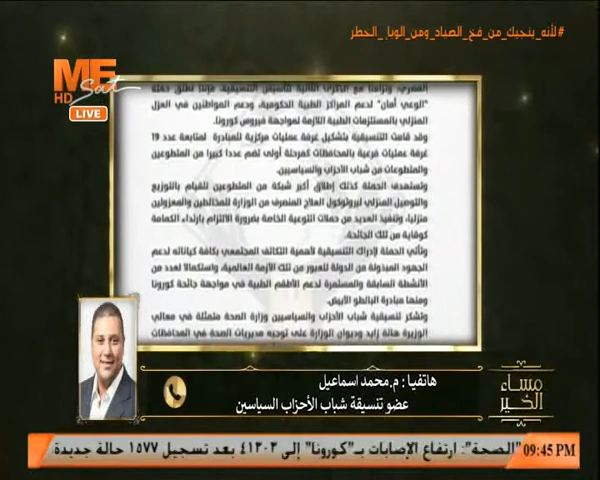 #لأنه_ينجيك_من_فخ_الصياد_ومن_الوبإ_الخطر
ME
Sat
HD
LIVE
المصري، وتزامنا مع الذكرى الثانية لتأسيس التنسيقية، فإننا نطلق حملة
"الوعي أمان" لدعم المراكز الطبية الحكومية، ودعم المواطنين في العزل
المنزلي بالمستلزمات الطبية اللازمة لمواجهة فيروس كورونا.
وقد قامت التنسيقية بتشكيل غرفة عمليات مركزية للمبادرة لمتابعة عدد 19
غرفة عمليات فرعية بالمحافظات كمرحلة أولى تضم عددا كبيرا من المتطوعين
والمتطوعات من شباب الأحزاب والسياسيين.
وتستهدف الحملة كذلك إطلاق أكبر شبكة من المتطوعين للقيام بالتوزيع
والتوصيل المنزلي لبروتوكول العلاج المنصرف من الوزارة للمخالطين والمعزولين
منزليا، وتنفيذ العديد من حملات التوعية الخاصة بضرورة الالتزام بارتداء الكمامة
كوقاية من تلك الجائحة.
وتأتي الحملة لإدراك التنسيقية لأهمية التكاتف المجتمعي بكافة كياناته لدعم
الجهود المبذولة من الدولة للعبور من تلك الأزمة العالمية، واستكمالا لعدد من
الأنشطة السابقة والمستمرة لدعم الأطقم الطبية في مواجهة جائحة كورونا
ومنها مبادرة البالطو الأبيض.
وتشكر تنسيقية شباب الأحزاب والسياسيين وزارة الصحة متمثلة في معالي
الوزيرة هالة زايد وديوان الوزارة على توجيه مديريات الصحة في المحافظات
هاتفيا : م.محمد اسماعيل
عضو تنسيقة شباب الأحزاب السياسين
مساء
الخير
"الصحة": ارتفاع الإصابات بـ"كورونا" إلى ٤١٣٠٣ بعد تسجيل ١٥٧٧ حالة جديدة
09:45 PM